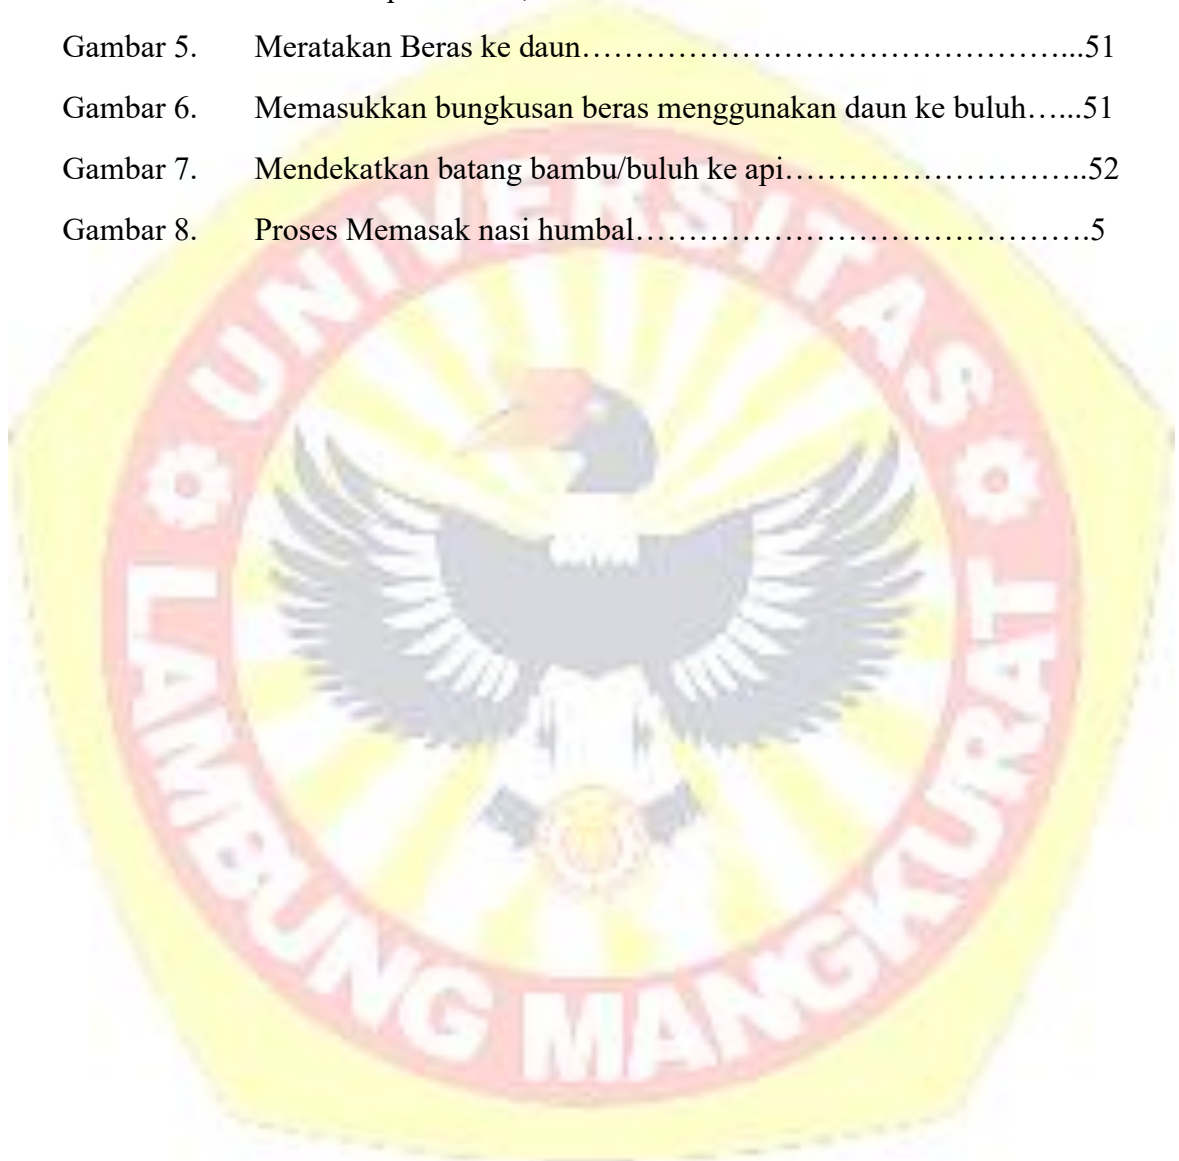 Gambar 5. Meratakan Beras ke daun…………………………………………...51
Gambar 6. Memasukkan bungkusan beras menggunakan daun ke buluh…...51
Gambar 7. Mendekatkan batang bambu/buluh ke api………………………..52
Gambar 8. Proses Memasak nasi humbal…………………………………….5
UNIVERSITAS
LAMBUNG MANGKURAT